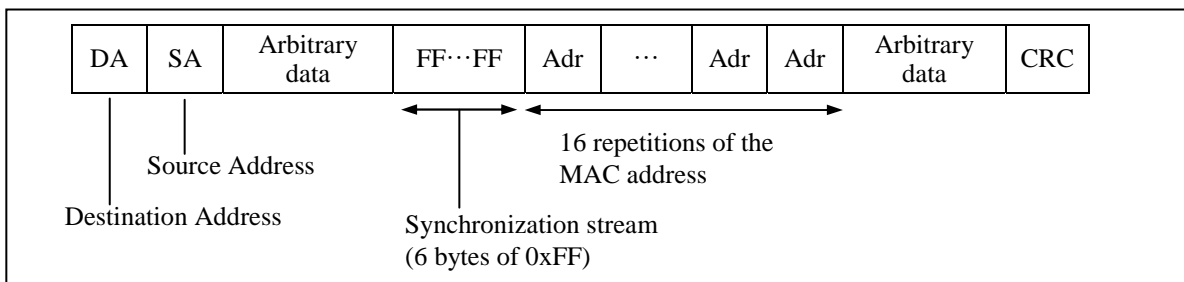 DA SA Arbitrary data FF···FF Adr ··· Adr Adr Arbitrary data CRC
16 repetitions of the
MAC address
Source Address
Destination Address
Synchronization stream
(6 bytes of 0xFF)